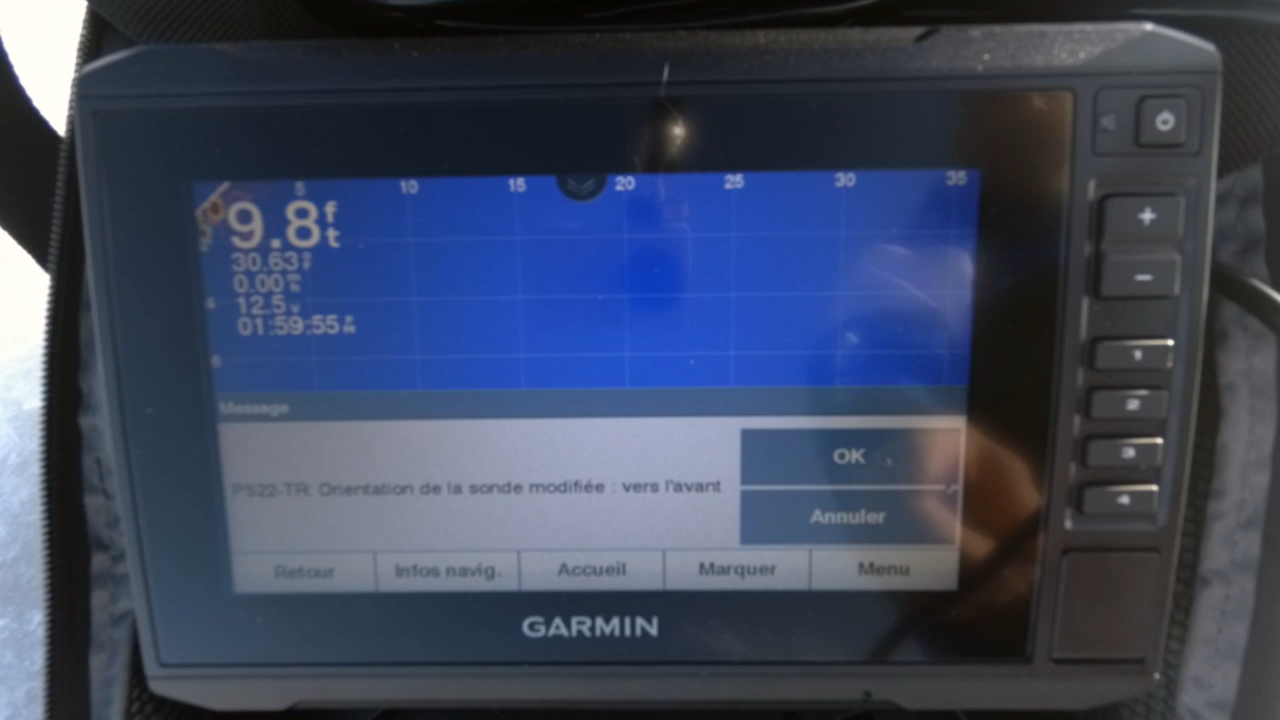 5 10 15 20 25 30 35
9.8 ft
30.63
0.00
4 12.5 V
01:59:55
6
Message
PS22-TR: Orientation de la sonde modifiée : vers l'avant
OK
Annuler
Retour Infos navig. Accueil Marquer Menu
GARMIN
+
−
1
2
3
4